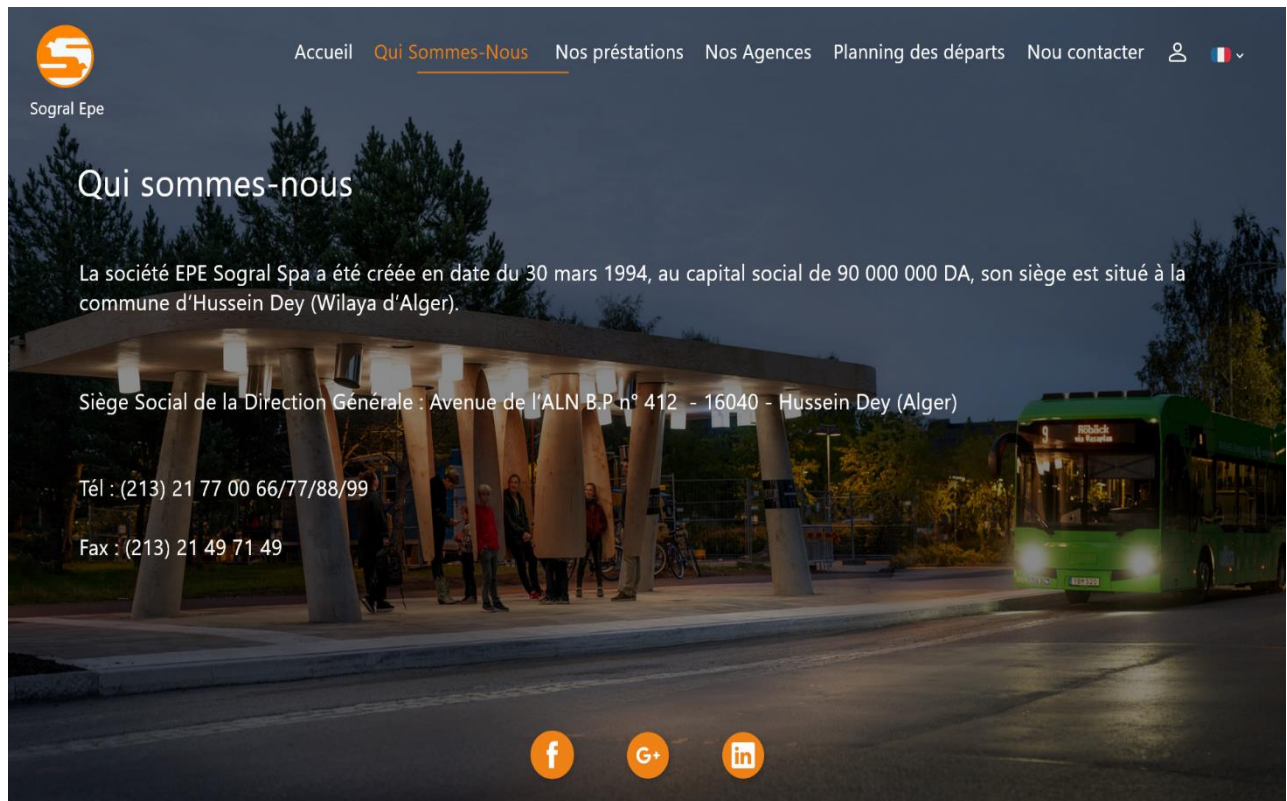 Accueil Qui Sommes-Nous Nos préstations Nos Agences Planning des départs Nou contacter
Sogral Epe
Qui sommes-nous
La société EPE Sogral Spa a été créée en date du 30 mars 1994, au capital social de 90 000 000 DA, son siège est situé à la
commune d'Hussein Dey (Wilaya d'Alger).
Siège Social de la Direction Générale : Avenue de l'ALN B.P n° 412 - 16040 - Hussein Dey (Alger)
9 Röbäck
Tél : (213) 21 77 00 66/77/88/99
Fax : (213) 21 49 71 49
f G+ in